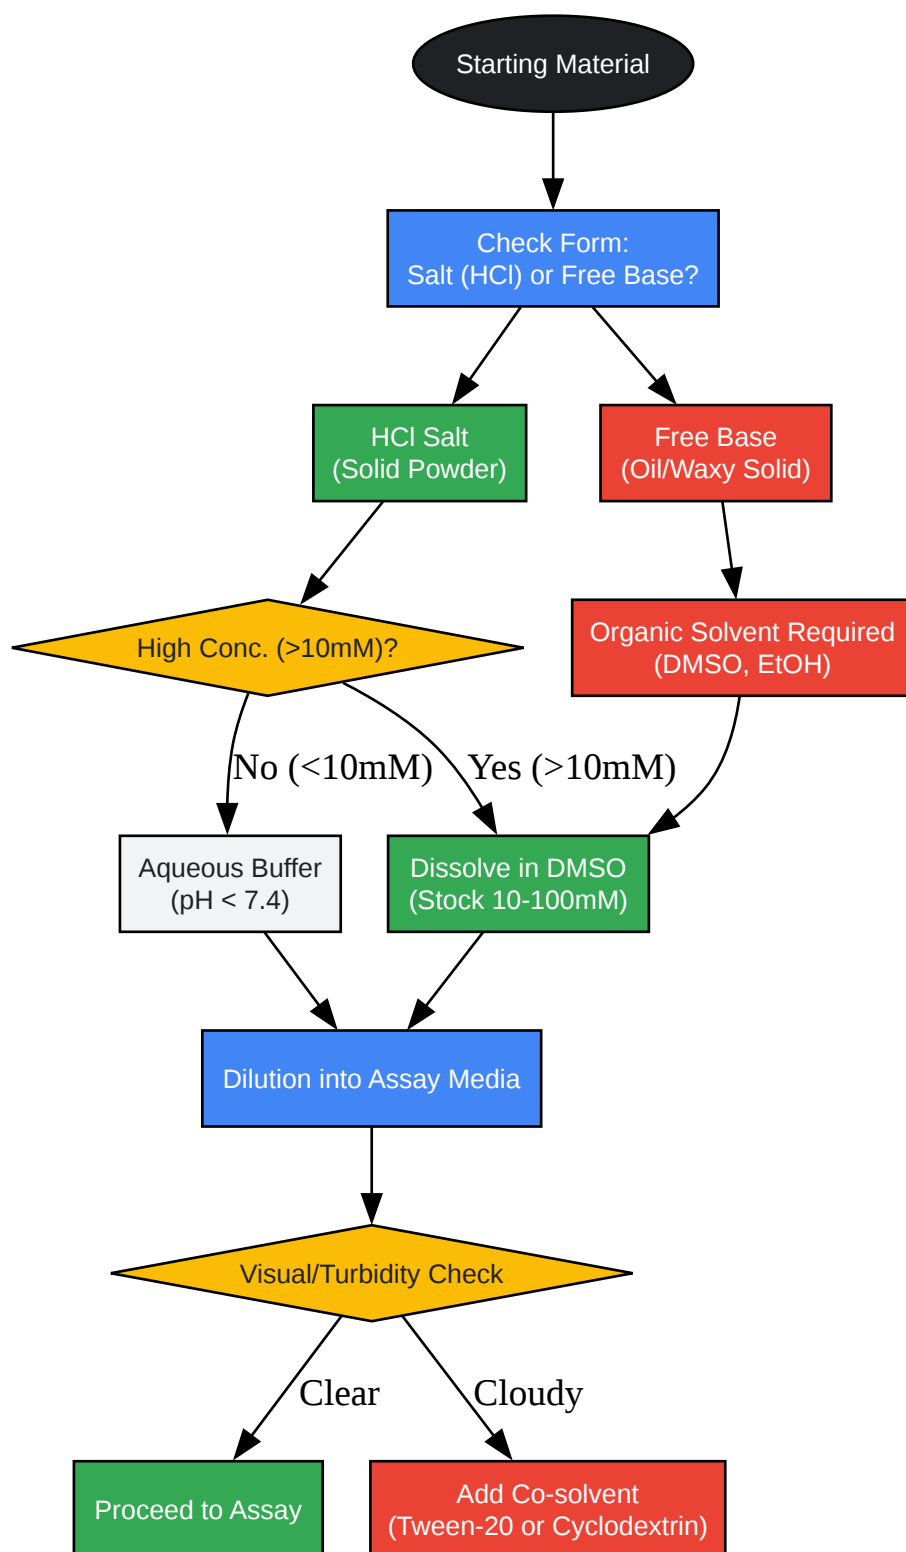 Starting Material
Check Form:
Salt (HCl) or Free Base?
HCl Salt
(Solid Powder)
Free Base
(Oil/Waxy Solid)
High Conc. (>10mM)?
Organic Solvent Required
(DMSO, EtOH)
No (<10mM)
Yes (>10mM)
Aqueous Buffer
(pH < 7.4)
Dissolve in DMSO
(Stock 10-100mM)
Dilution into Assay Media
Visual/Turbidity Check
Clear
Cloudy
Proceed to Assay
Add Co-solvent
(Tween-20 or Cyclodextrin)